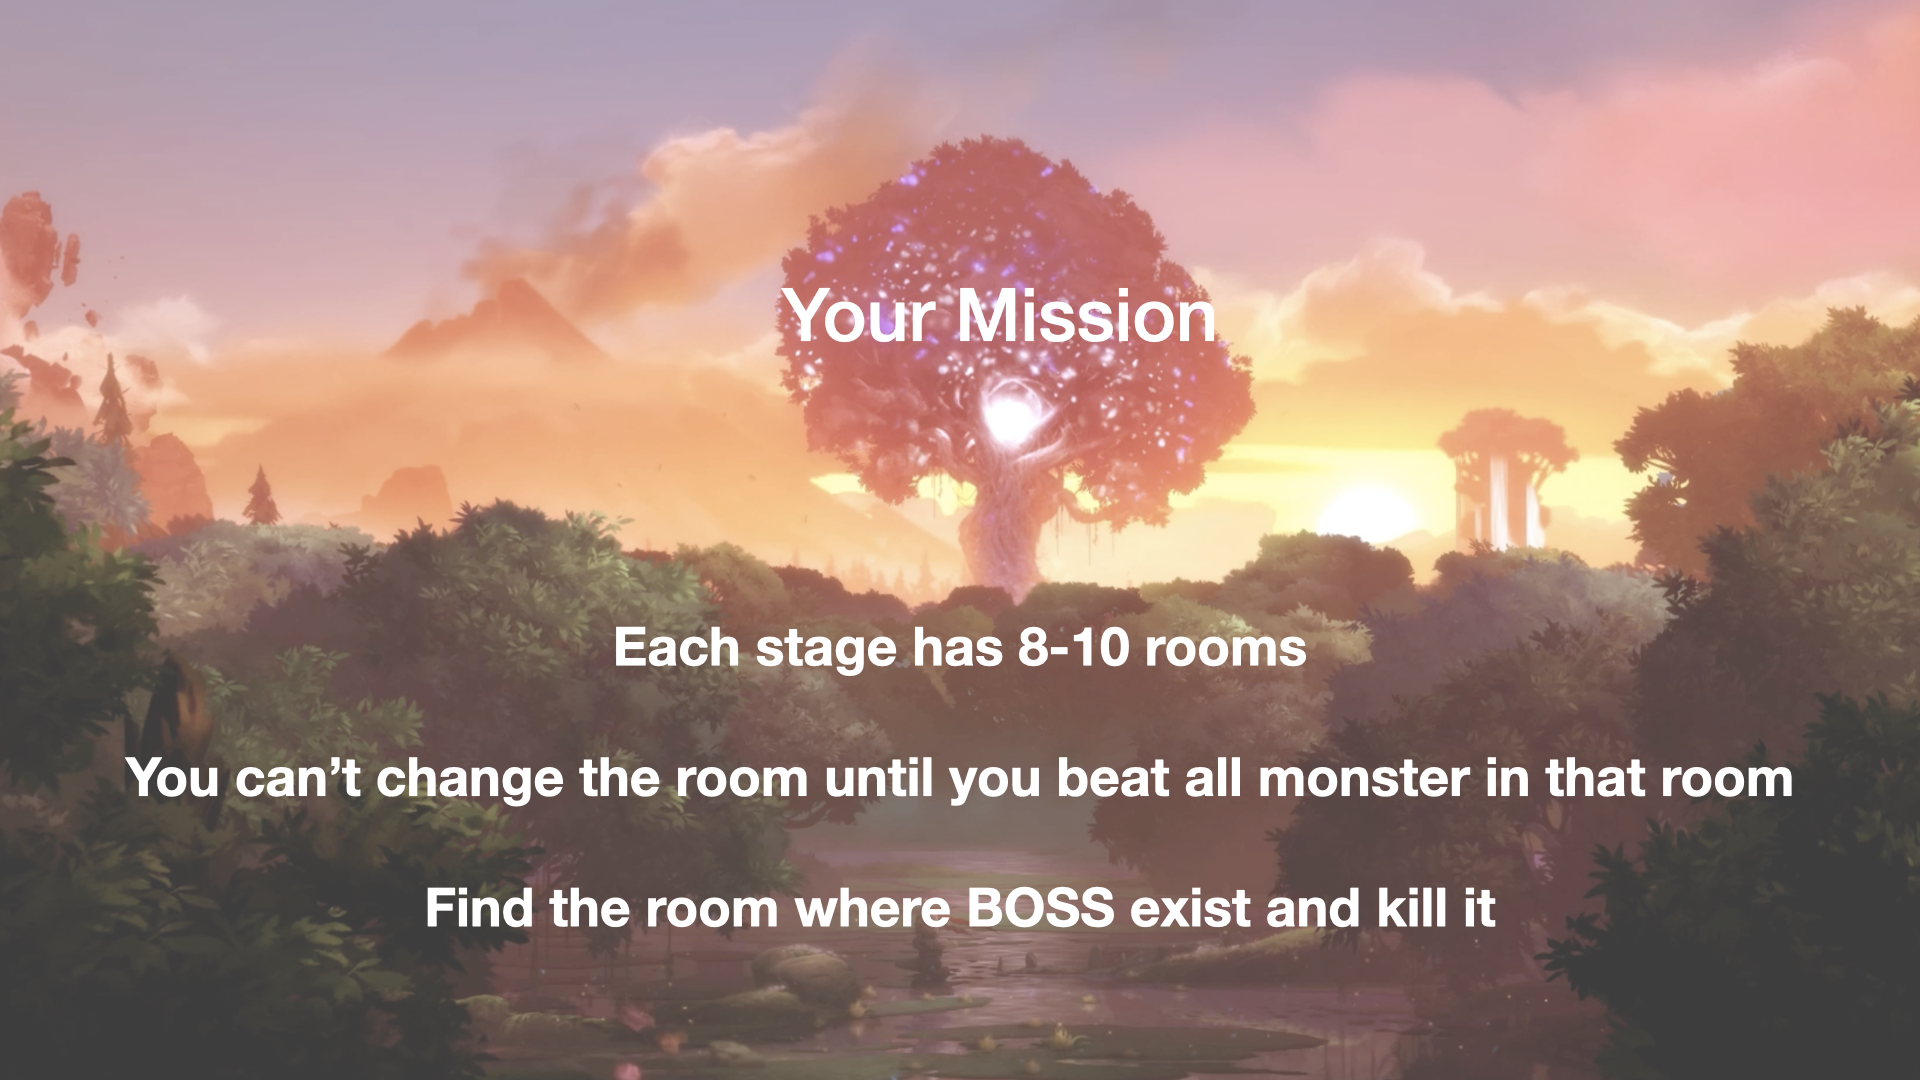 Your Mission
Each stage has 8-10 rooms
You can’t change the room until you beat all monster in that room
Find the room where BOSS exist and kill it